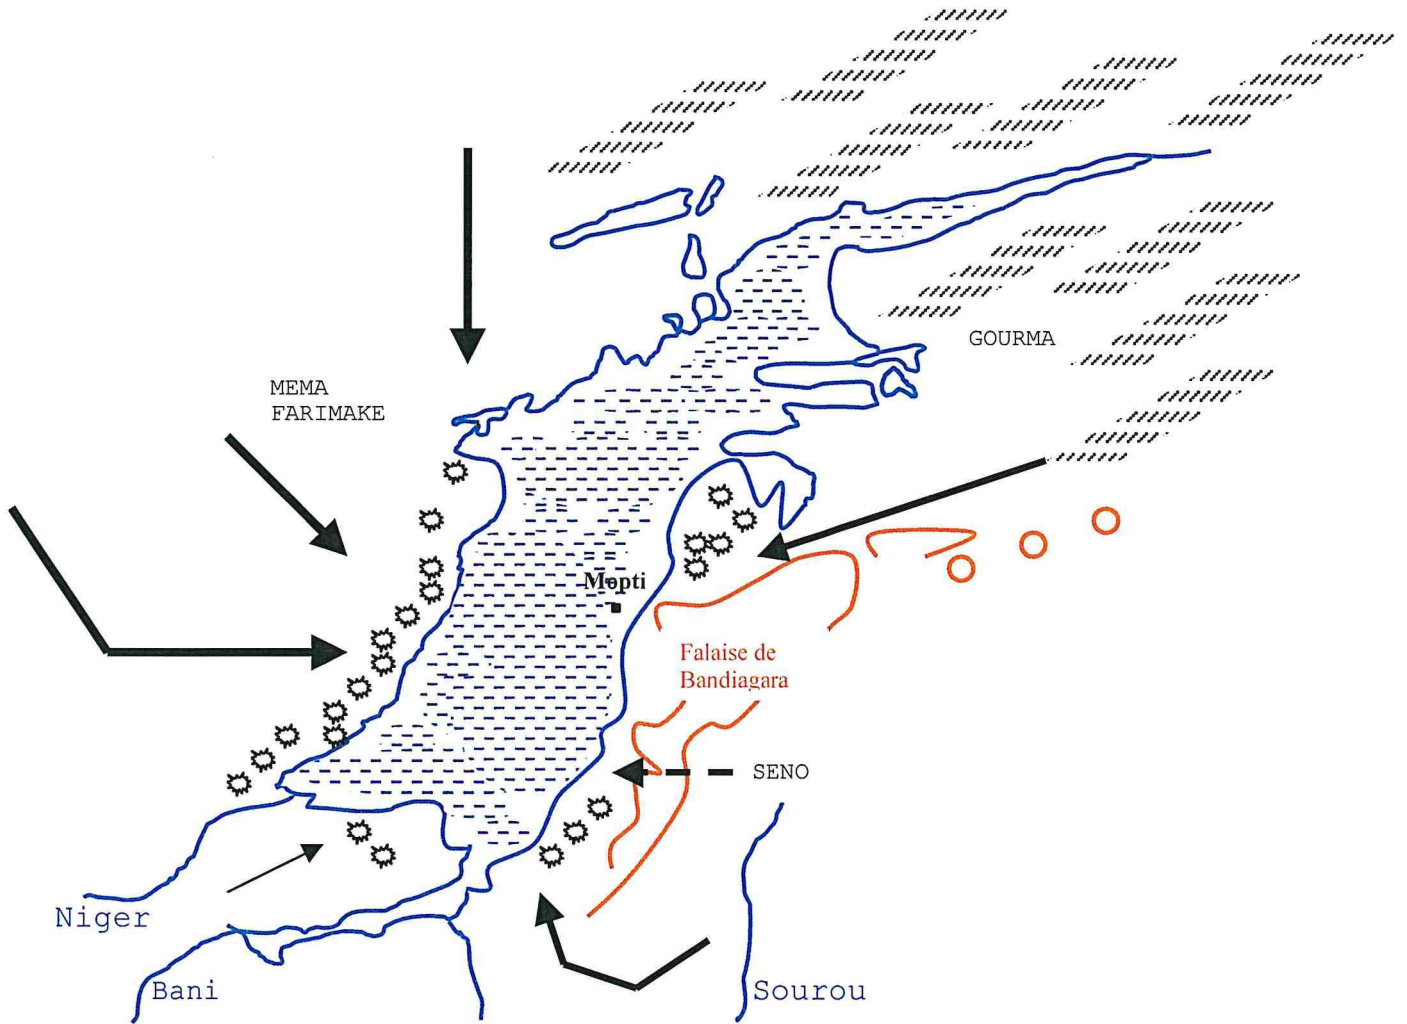 GOURMA
MEMA
FARIMAKE
Mopti
Falaise de
Bandiagara
SENO
Niger
Bani
Sourou